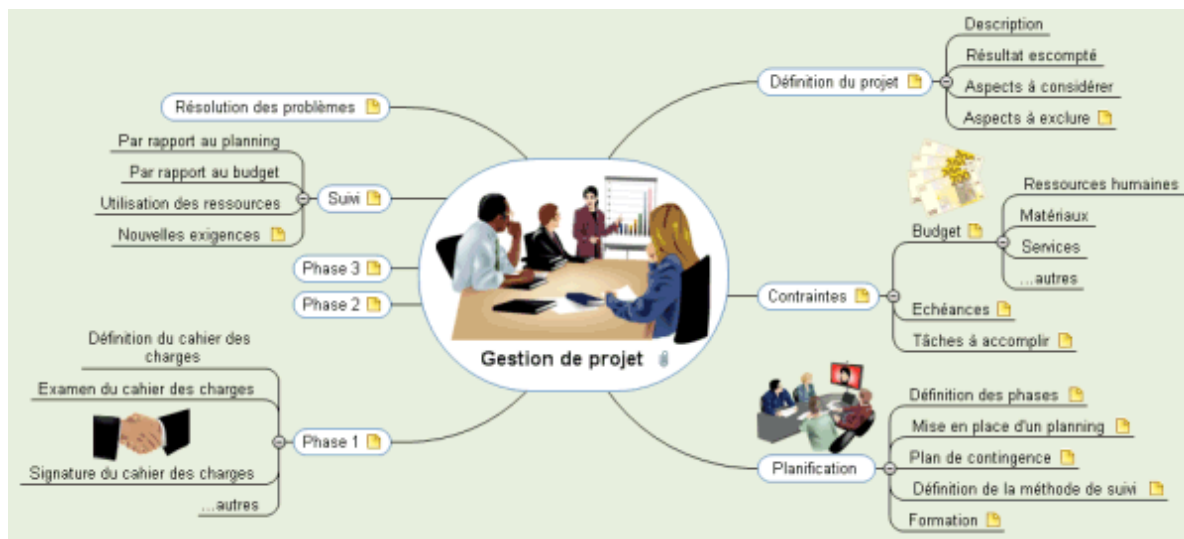 Gestion de projet
Définition du projet
Description
Résultat escompté
Aspects à considérer
Aspects à exclure
Contraintes
Budget
Ressources humaines
Matériaux
Services
...autres
Echéances
Tâches à accomplir
Planification
Définition des phases
Mise en place d'un planning
Plan de contingence
Définition de la méthode de suivi
Formation
Résolution des problèmes
Suivi
Par rapport au planning
Par rapport au budget
Utilisation des ressources
Nouvelles exigences
Phase 3
Phase 2
Phase 1
Définition du cahier des
charges
Examen du cahier des charges
Signature du cahier des charges
...autres